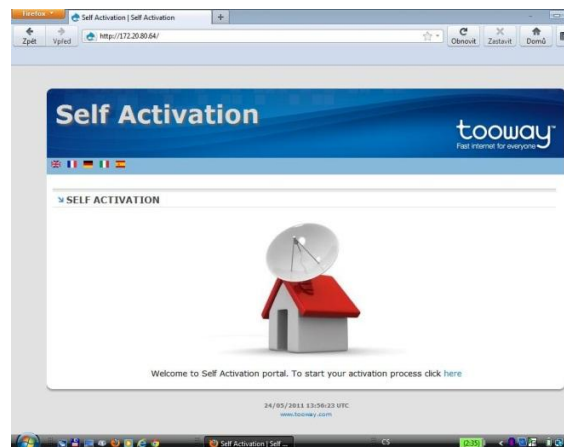 Firefox
Self Activation | Self Activation
+
Zpět
Vpřed
http://172.20.80.64/
Obnovit
Zastavit
Domů
Self Activation
tooway
Fast internet for everyone
SELF ACTIVATION
Welcome to Self Activation portal. To start your activation process click here
24/05/2011 13:56:23 UTC
www.tooway.com
Self Activation | Self ...
CS